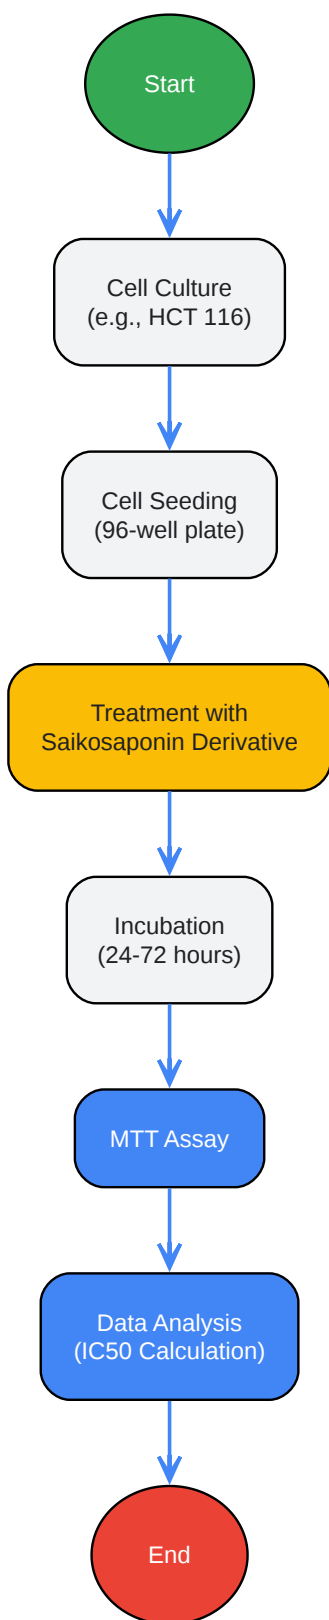 Start
Cell Culture
(e.g., HCT 116)
Cell Seeding
(96-well plate)
Treatment with
Saikosaponin Derivative
Incubation
(24-72 hours)
MTT Assay
Data Analysis
(IC50 Calculation)
End